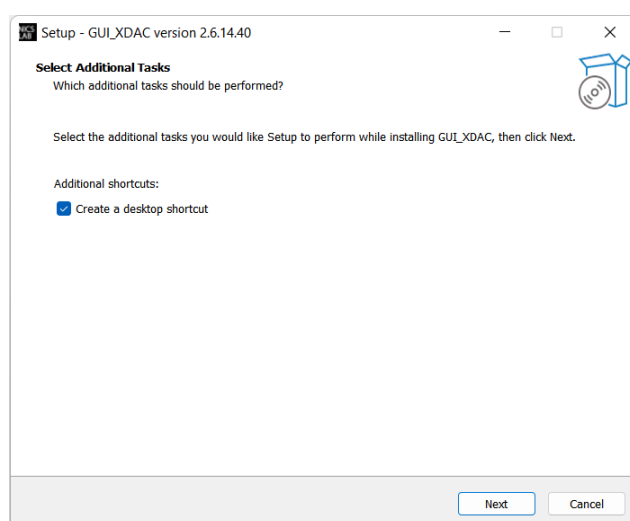 NICS
LAB
Setup - GUI_XDAC version 2.6.14.40
Select Additional Tasks
Which additional tasks should be performed?
Select the additional tasks you would like Setup to perform while installing GUI_XDAC, then click Next.
Additional shortcuts:
Create a desktop shortcut
Next
Cancel